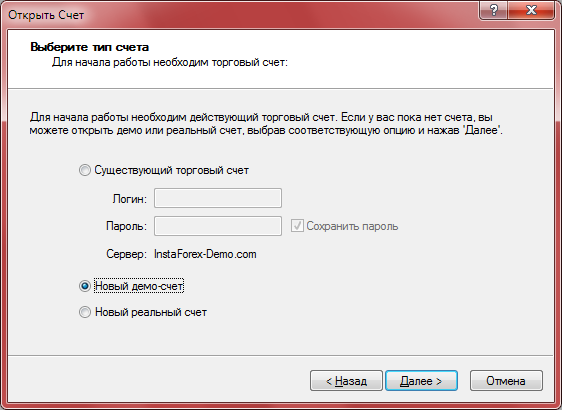 Открыть Счет
Выберите тип счета
Для начала работы необходим торговый счет:
Для начала работы необходим действующий торговый счет. Если у вас пока нет счета, вы
можете открыть демо или реальный счет, выбрав соответствующую опцию и нажав 'Далее'.
Существующий торговый счет
Логин:
Пароль:
Сохранить пароль
Сервер: InstaForex-Demo.com
Новый демо-счет
Новый реальный счет
< Назад
Далее >
Отмена